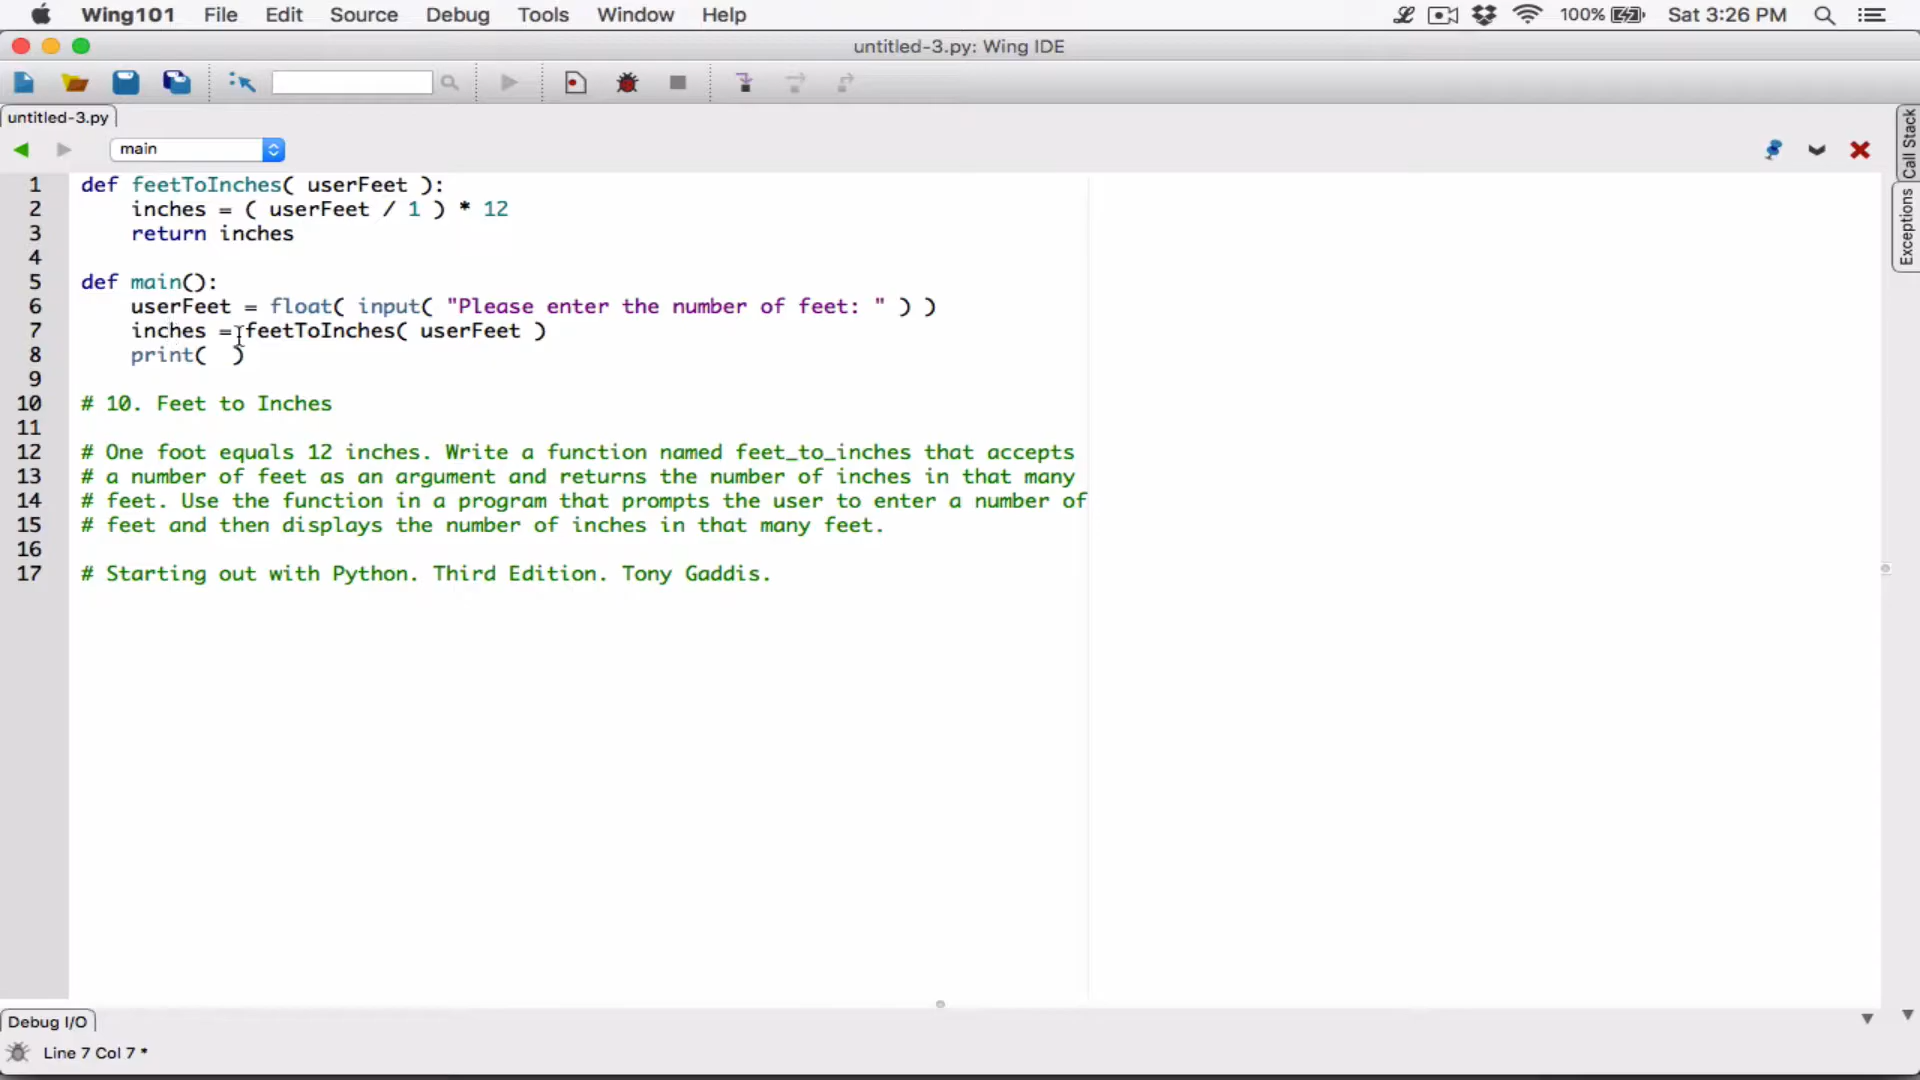 Wing101 File Edit Source Debug Tools Window Help 100% Sat 3:26 PM
untitled-3.py: Wing IDE
untitled-3.py
main
1 def feetToInches( userFeet ):
2 inches = ( userFeet / 1 ) * 12
3 return inches
4
5 def main():
6 userFeet = float( input( "Please enter the number of feet: " ) )
7 inches = feetToInches( userFeet )
8 print(  )
9
10 # 10. Feet to Inches
11
12 # One foot equals 12 inches. Write a function named feet_to_inches that accepts
13 # a number of feet as an argument and returns the number of inches in that many
14 # feet. Use the function in a program that prompts the user to enter a number of
15 # feet and then displays the number of inches in that many feet.
16
17 # Starting out with Python. Third Edition. Tony Gaddis.
Call Stack
Exceptions
Debug I/O
Line 7 Col 7 *